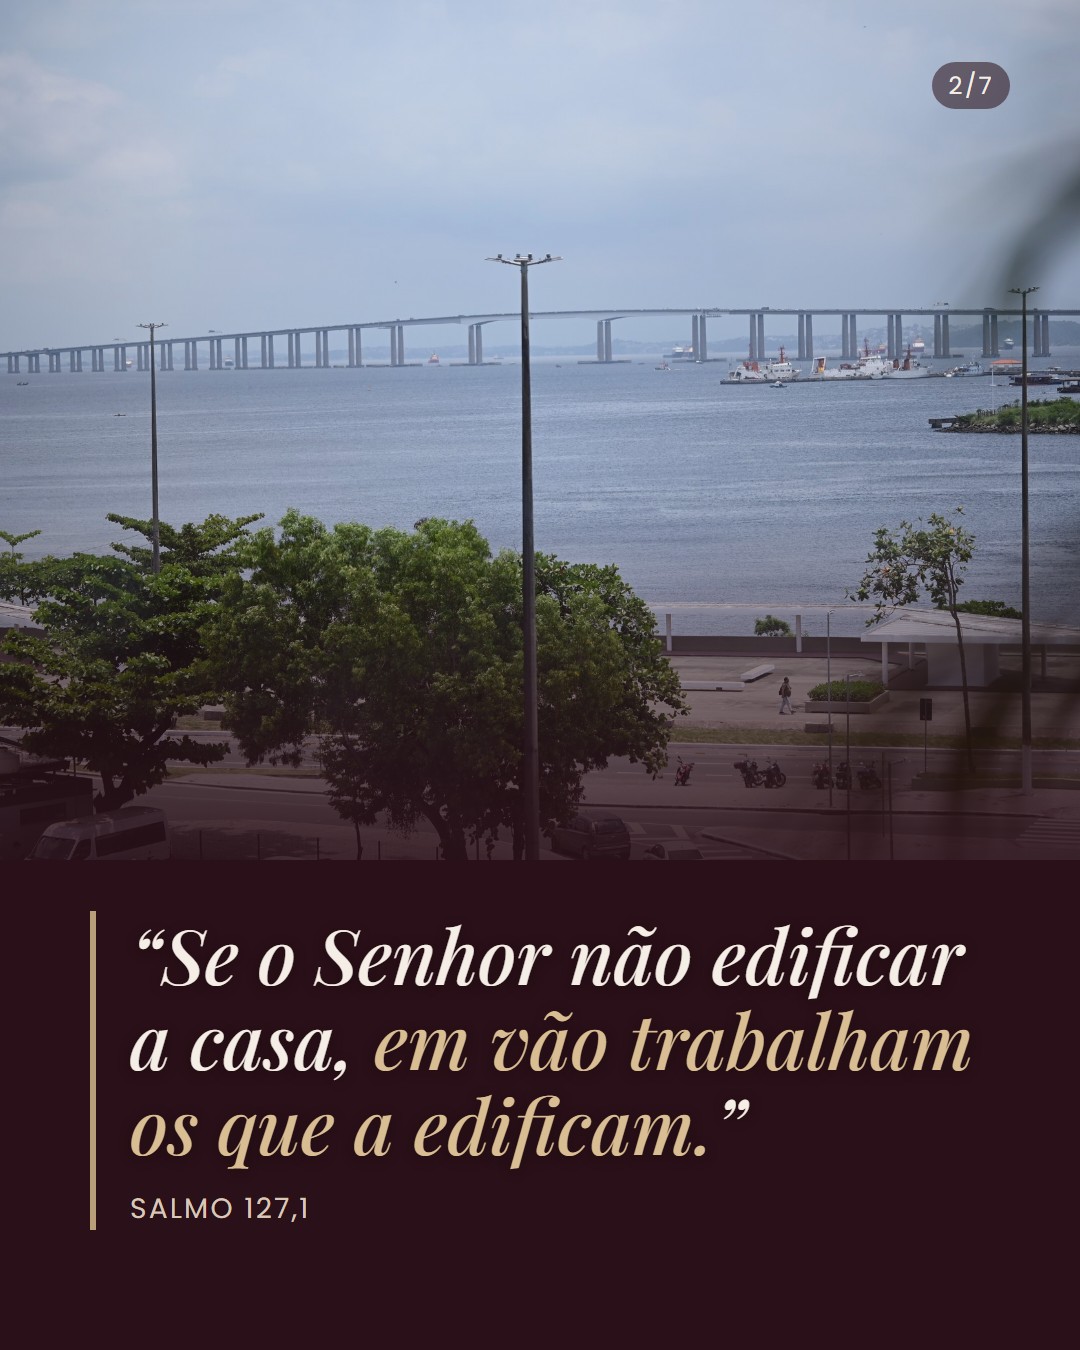 2/7
“Se o Senhor não edificar
a casa, em vão trabalham
os que a edificam.”
SALMO 127,1